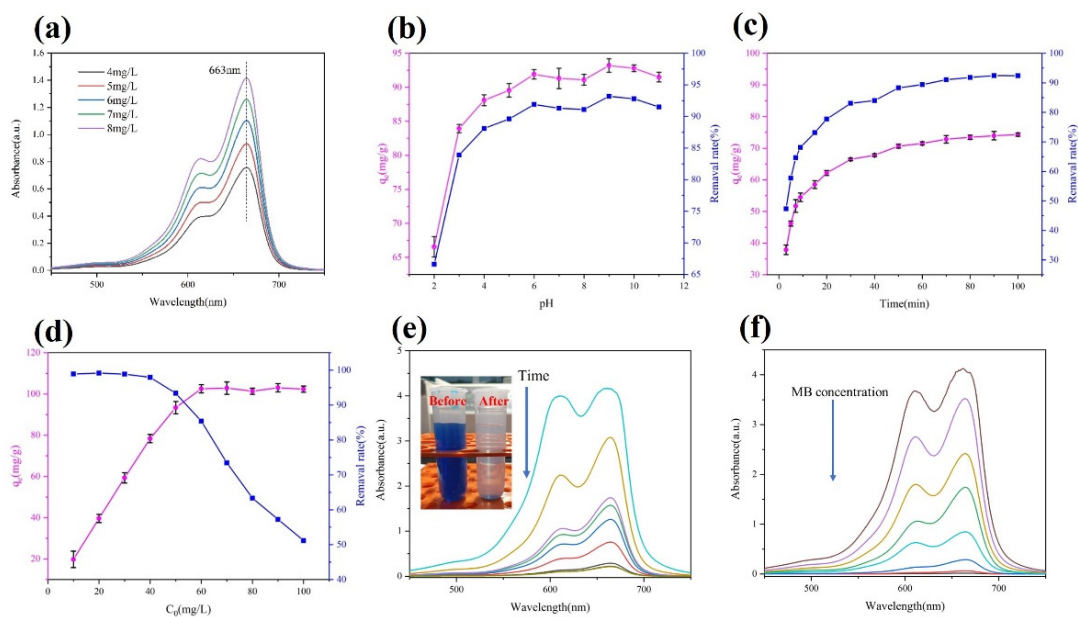 (a)
1.6
1.4
1.2
1.0
0.8
0.6
0.4
0.2
0.0
Absorbance(a.u.)
4mg/L
5mg/L
6mg/L
7mg/L
8mg/L
663nm
500
600
700
Wavelength(nm)
(b)
95
90
85
80
75
70
65
qe(mg/g)
100
95
90
85
80
75
70
65
Remaval rate(%)
2
4
6
8
10
12
pH
(c)
100
90
80
70
60
50
40
30
qe(mg/g)
100
90
80
70
60
50
40
30
Remaval rate(%)
0
20
40
60
80
100
Time(min)
(d)
120
100
80
60
40
20
qe(mg/g)
100
90
80
70
60
50
40
Remaval rate(%)
0
20
40
60
80
100
C0(mg/L)
(e)
5
4
3
2
1
0
Absorbance(a.u.)
Before
After
Time
500
600
700
Wavelength(nm)
(f)
5
4
3
2
1
0
Absorbance(a.u.)
MB concentration
500
600
700
Wavelength(nm)